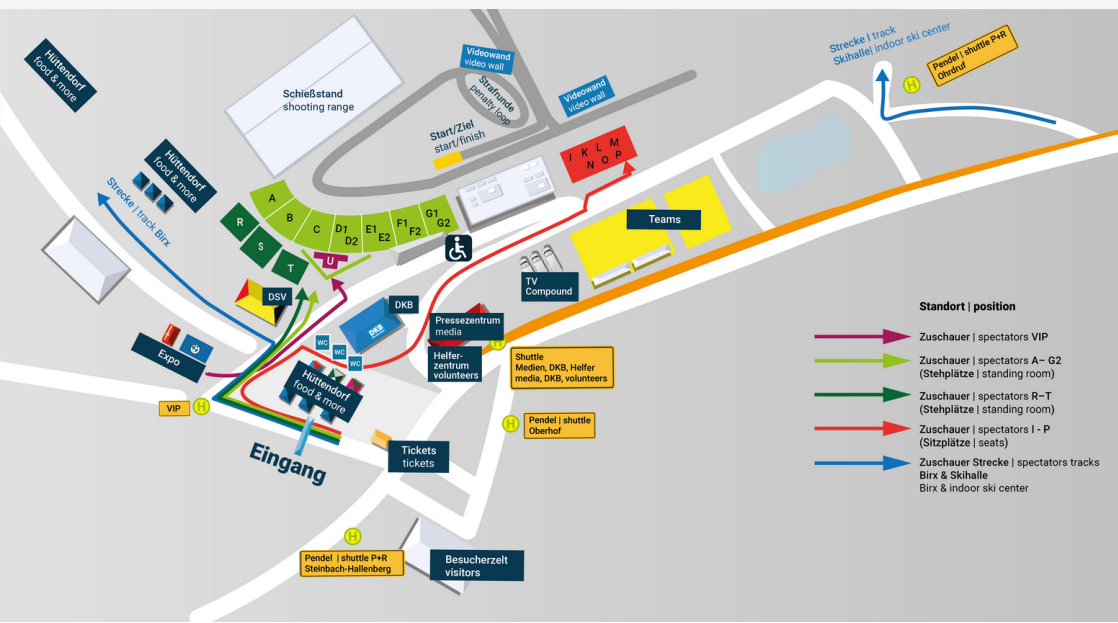 Hüttendorf
food & more
Schießstand
shooting range
Videowand
video wall
Strafrunde
penalty loop
Videowand
video wall
Start/Ziel
start/finish
Strecke I track
Skihalle| indoor ski center
Pendel | shuttle P+R
Ohrdruf
Hüttendorf
food & more
Strecke | track Birx
A
B
C
D1
D2
E1
E2
F1
F2
G1
G2
I K L M
N O P
R
S
T
U
Teams
TV
Compound
DSV
DKB
DKB
Pressezentrum
media
Helfer-
zentrum
volunteers
WC
WC
WC
Expo
Hüttendorf
food & more
VIP
H
H
H
H
H
Shuttle
Medien, DKB, Helfer
media, DKB, volunteers
Pendel | shuttle
Oberhof
Eingang
Tickets
tickets
Pendel | shuttle P+R
Steinbach-Hallenberg
Besucherzelt
visitors
Standort | position
Zuschauer | spectators VIP
Zuschauer | spectators A– G2
(Stehplätze | standing room)
Zuschauer | spectators R–T
(Stehplätze | standing room)
Zuschauer | spectators I - P
(Sitzplätze | seats)
Zuschauer Strecke | spectators tracks
Birx & Skihalle
Birx & indoor ski center